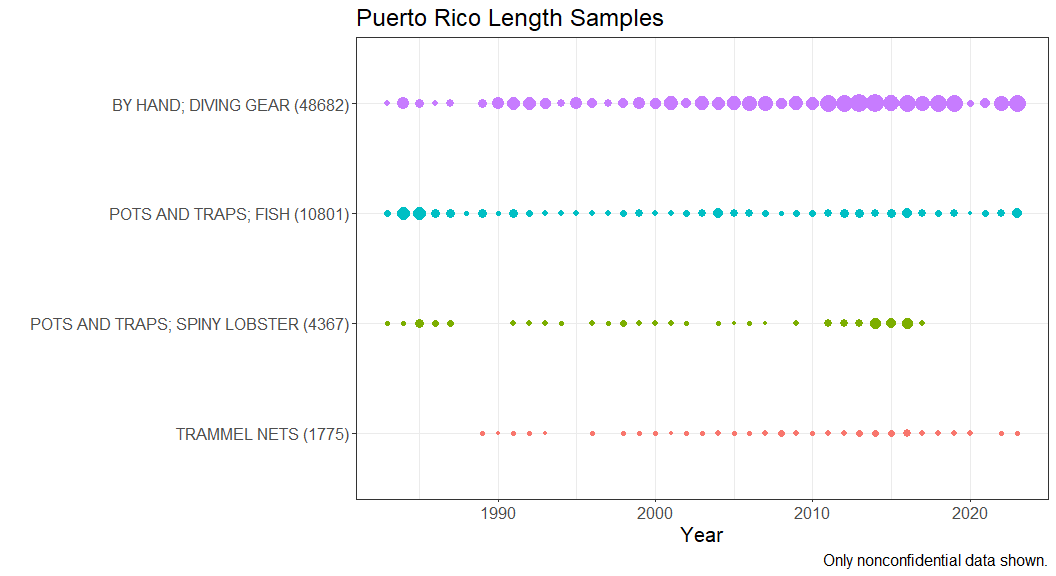 Puerto Rico Length Samples
BY HAND; DIVING GEAR (48682)
POTS AND TRAPS; FISH (10801)
POTS AND TRAPS; SPINY LOBSTER (4367)
TRAMMEL NETS (1775)
1990 2000 2010 2020
Year
Only nonconfidential data shown.